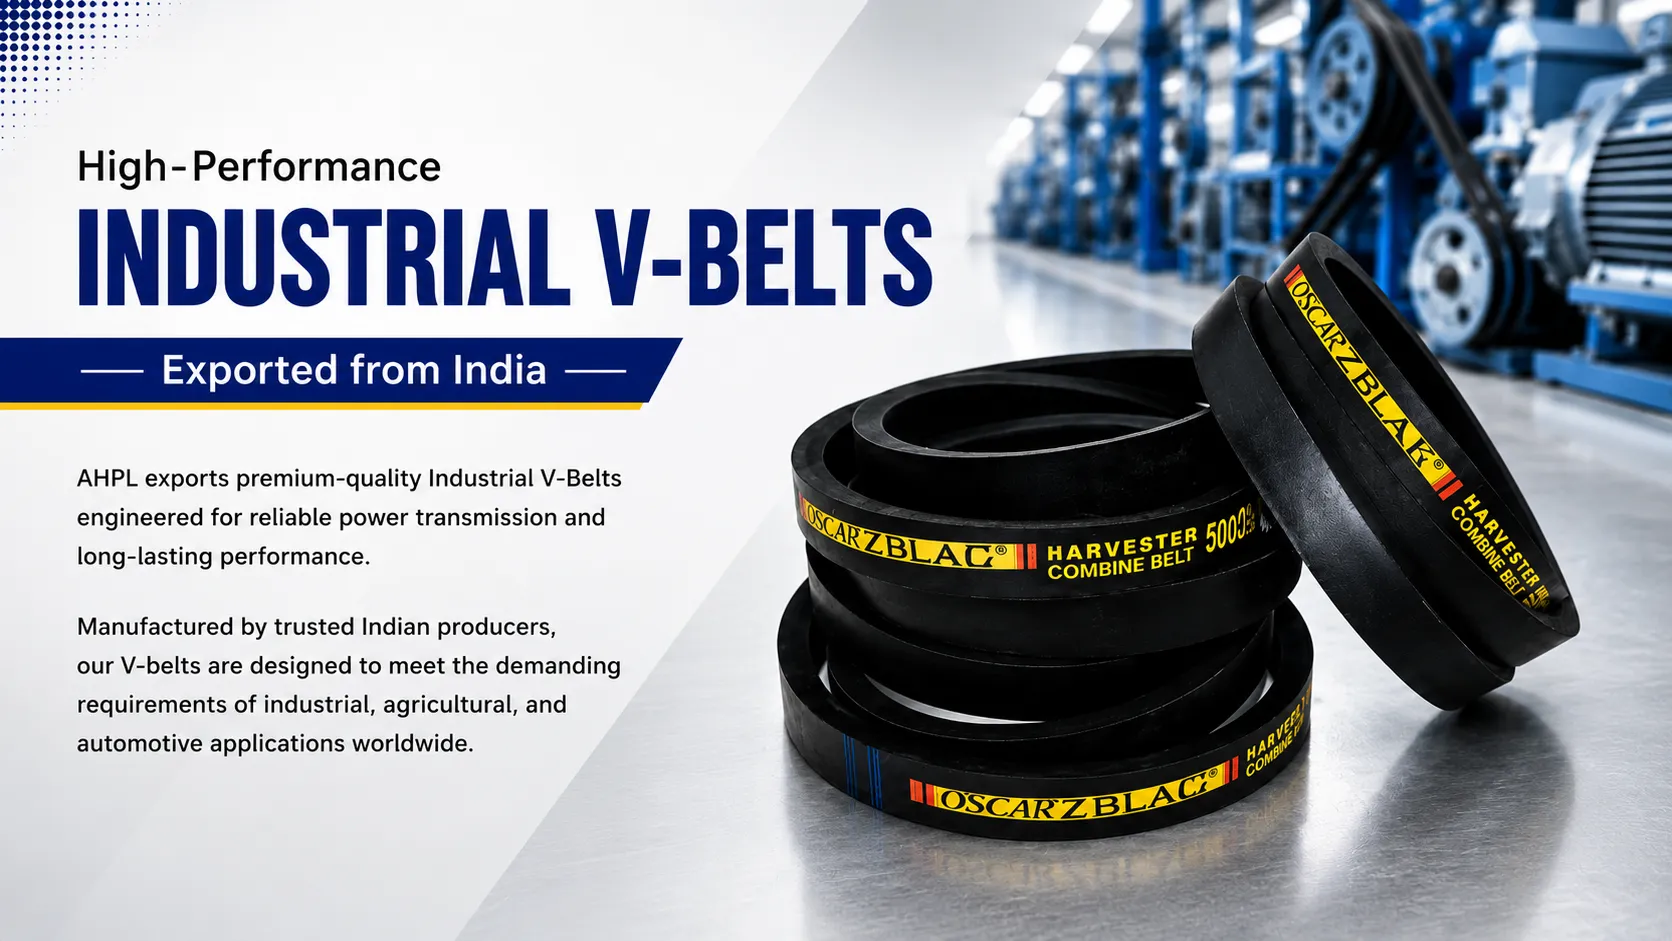 High-Performance
INDUSTRIAL V-BELTS
Exported from India
AHPL exports premium-quality Industrial V-Belts
engineered for reliable power transmission and
long-lasting performance.
Manufactured by trusted Indian producers,
our V-belts are designed to meet the demanding
requirements of industrial, agricultural, and
automotive applications worldwide.
OSCAR'ZBLAK®
HARVESTER
COMBINE BELT
OSCAR'ZBLAC®
HARVESTER
COMBINE BELT
OSCAR'ZBLAC®
COMBINE